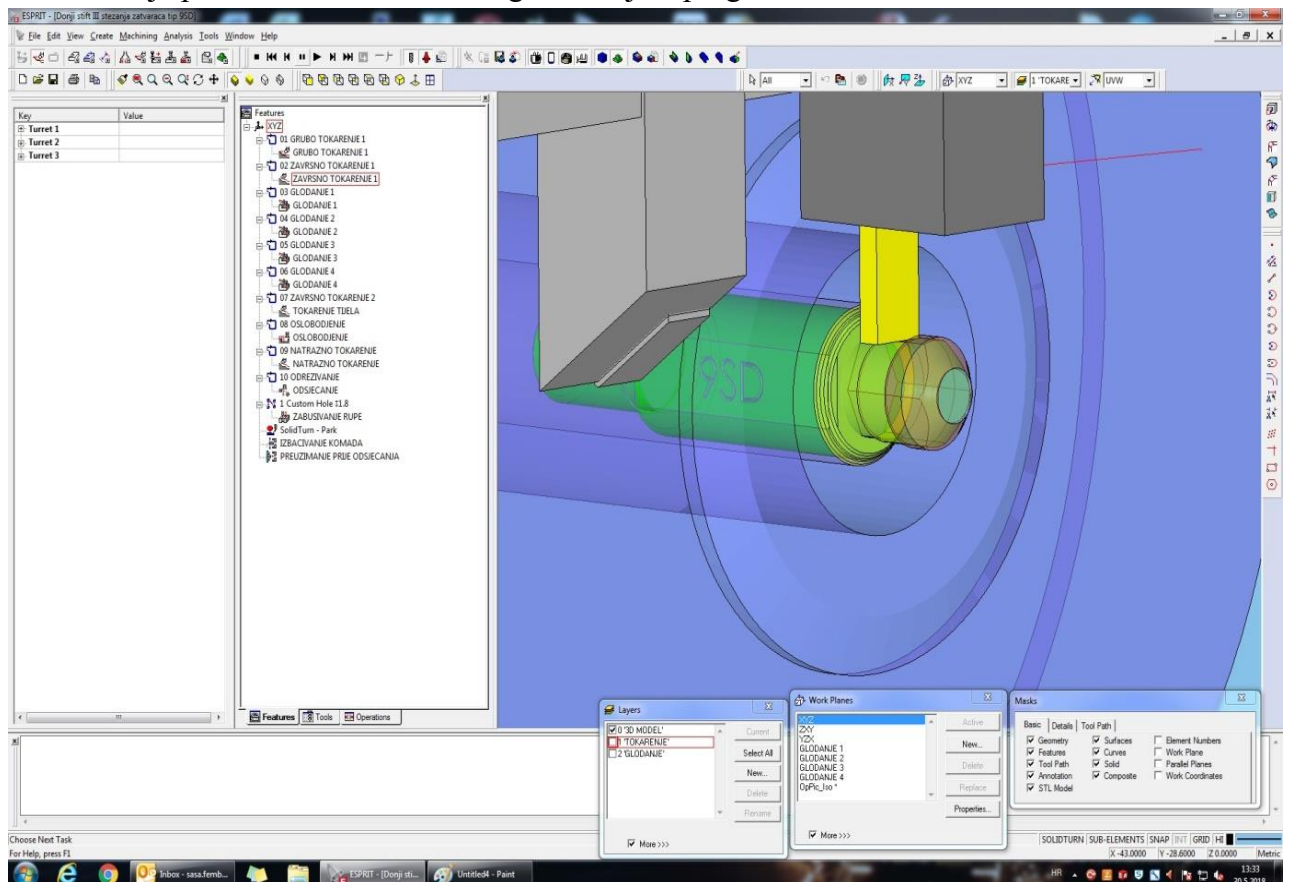 ESPRIT - [Donji stift III stezanja zatvaraca tip 9SD]
File Edit View Create Machining Analysis Tools Window Help
All
XYZ
1 'TOKARE
UVW
Key Value
Turret 1
Turret 2
Turret 3
Features
XYZ
01 GRUBO TOKARENJE 1
GRUBO TOKARENJE 1
02 ZAVRSNO TOKARENJE 1
ZAVRSNO TOKARENJE 1
03 GLODANJE 1
GLODANJE 1
04 GLODANJE 2
GLODANJE 2
05 GLODANJE 3
GLODANJE 3
06 GLODANJE 4
GLODANJE 4
07 ZAVRSNO TOKARENJE 2
TOKARENJE TIJELA
08 OSLOBODJENJE
OSLOBODJENJE
09 NATRAZNO TOKARENJE
NATRAZNO TOKARENJE
10 ODREZIVANJE
ODSJECANJE
1 Custom Hole
ZABUSIVANJE RUPE
SolidTurn - Park
IZBACIVANJE KOMADA
PREUZIMANJE PRIJE ODSJECANJA
9SD
Features Tools Operations
Layers
0 '3D MODEL'
1 'TOKARENJE'
2 'GLODANJE'
Current
Select All
New...
Delete
Rename
More >>>
Work Planes
XYZ
ZXY
YZX
GLODANJE 1
GLODANJE 2
GLODANJE 3
GLODANJE 4
OpPic_Iso *
Active
New...
Delete
Replace
Properties...
More >>>
Masks
Basic Details Tool Path
Geometry Surfaces Element Numbers
Features Curves Work Plane
Tool Path Solid Parallel Planes
Annotation Composite Work Coordinates
STL Model
Choose Next Task
SOLIDTURN SUB-ELEMENTS SNAP INT GRID HI
For Help, press F1
X -43.0000 Y -28.6000 Z 0.0000 Metric
Inbox - sasa.femb...
ESPRIT - [Donji sti...
Untitled4 - Paint
HR
13:33
20.5.2018